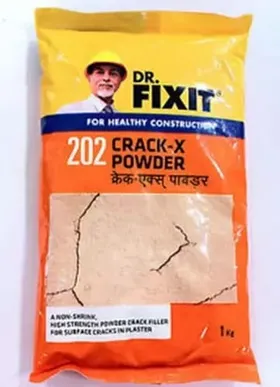 DR.
FIXIT
FOR HEALTHY CONSTRUCTION
202 CRACK-X
POWDER
क्रेक-एक्स् पावडर
A NON-SHRINK,
HIGH STRENGTH POWDER CRACK FILLER
FOR SURFACE CRACKS IN PLASTER
1 Kg